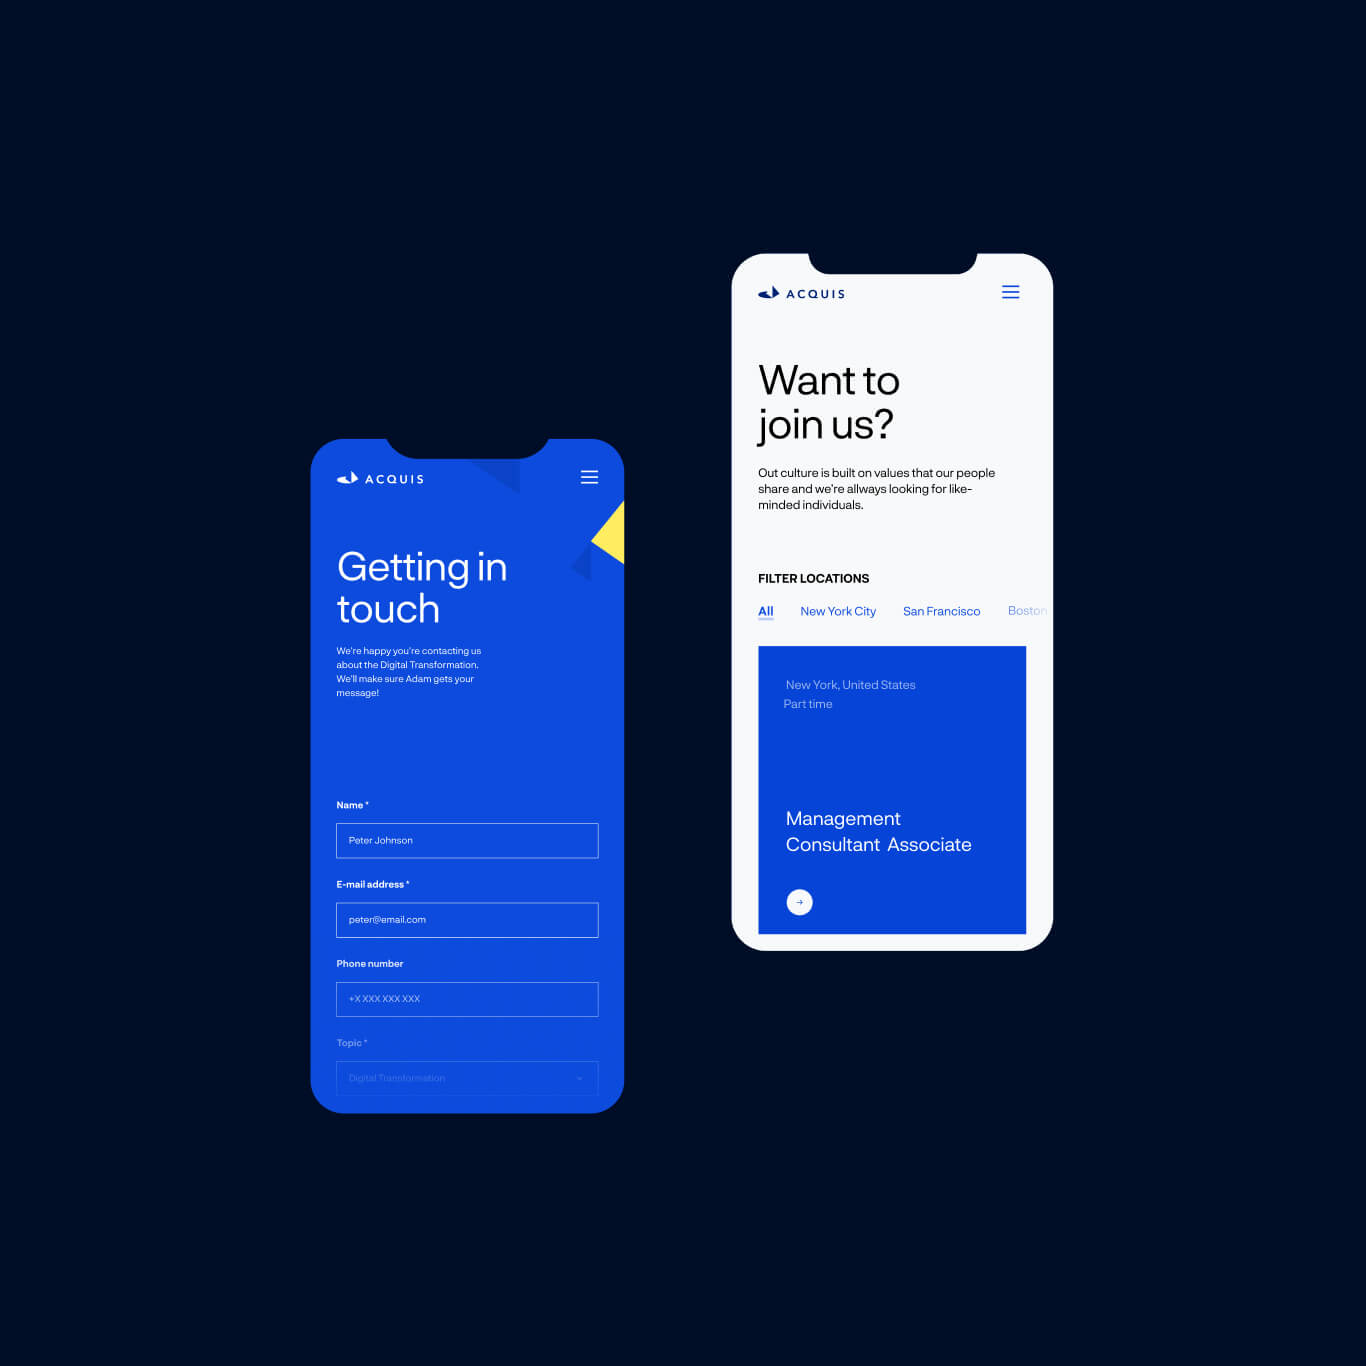 ACQUIS
Getting in
touch
We're happy you're contacting us
about the Digital Transformation.
We'll make sure Adam gets your
message!
Name *
Peter Johnson
E-mail address *
peter@email.com
Phone number
+X XXX XXX XXX
Topic *
Digital Transformation
ACQUIS
Want to
join us?
Out culture is built on values that our people
share and we're allways looking for like-
minded individuals.
FILTER LOCATIONS
All New York City San Francisco Boston
New York, United States
Part time
Management
Consultant Associate